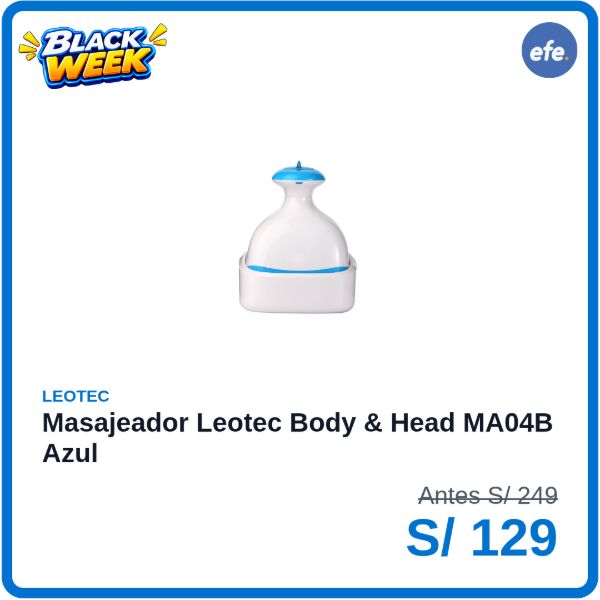 BLACK
WEEK
efe.
LEOTEC
Masajeador Leotec Body & Head MA04B
Azul
Antes S/ 249
S/ 129